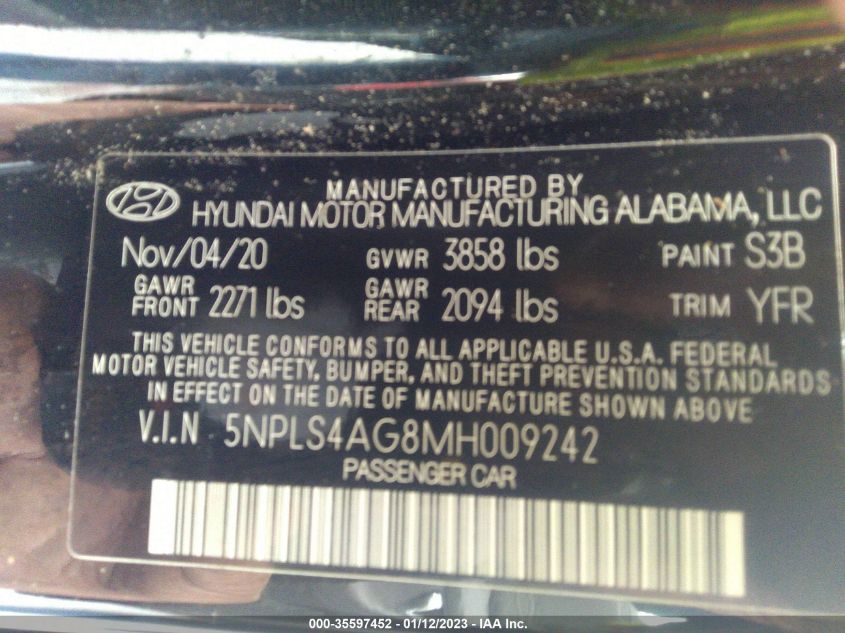 MANUFACTURED BY
HYUNDAI MOTOR MANUFACTURING ALABAMA, LLC
Nov/04/20 GVWR 3858 lbs PAINT S3B
GAWR FRONT 2271 lbs GAWR REAR 2094 lbs TRIM YFR
THIS VEHICLE CONFORMS TO ALL APPLICABLE U.S.A. FEDERAL
MOTOR VEHICLE SAFETY, BUMPER, AND THEFT PREVENTION STANDARDS
IN EFFECT ON THE DATE OF MANUFACTURE SHOWN ABOVE
V.I.N 5NPLS4AG8MH009242
PASSENGER CAR
000-35597452 - 01/12/2023 - IAA Inc.